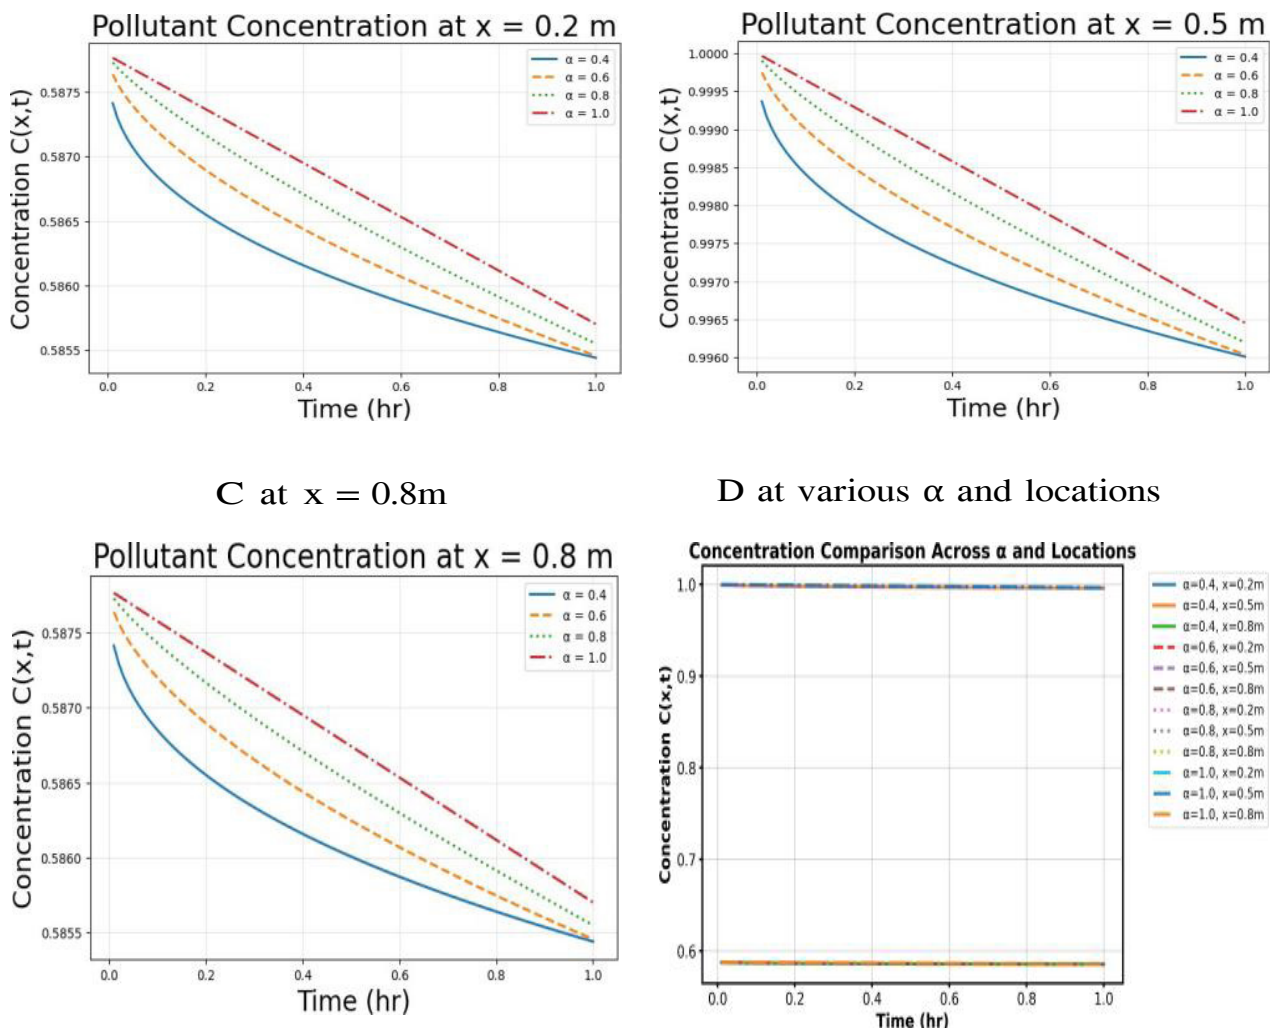 Pollutant Concentration at x = 0.2 m
α = 0.4
α = 0.6
α = 0.8
α = 1.0
Concentration C(x,t)
0.5875
0.5870
0.5865
0.5860
0.5855
0.0 0.2 0.4 0.6 0.8 1.0
Time (hr)
Pollutant Concentration at x = 0.5 m
α = 0.4
α = 0.6
α = 0.8
α = 1.0
Concentration C(x,t)
1.0000
0.9995
0.9990
0.9985
0.9980
0.9975
0.9970
0.9965
0.9960
0.0 0.2 0.4 0.6 0.8 1.0
Time (hr)
C at x = 0.8m
Pollutant Concentration at x = 0.8 m
α = 0.4
α = 0.6
α = 0.8
α = 1.0
Concentration C(x,t)
0.5875
0.5870
0.5865
0.5860
0.5855
0.0 0.2 0.4 0.6 0.8 1.0
Time (hr)
D at various α and locations
Concentration Comparison Across α and Locations
Concentration C(x,t)
1.0
0.9
0.8
0.7
0.6
0.0 0.2 0.4 0.6 0.8 1.0
Time (hr)
α=0.4, x=0.2m
α=0.4, x=0.5m
α=0.4, x=0.8m
α=0.6, x=0.2m
α=0.6, x=0.5m
α=0.6, x=0.8m
α=0.8, x=0.2m
α=0.8, x=0.5m
α=0.8, x=0.8m
α=1.0, x=0.2m
α=1.0, x=0.5m
α=1.0, x=0.8m